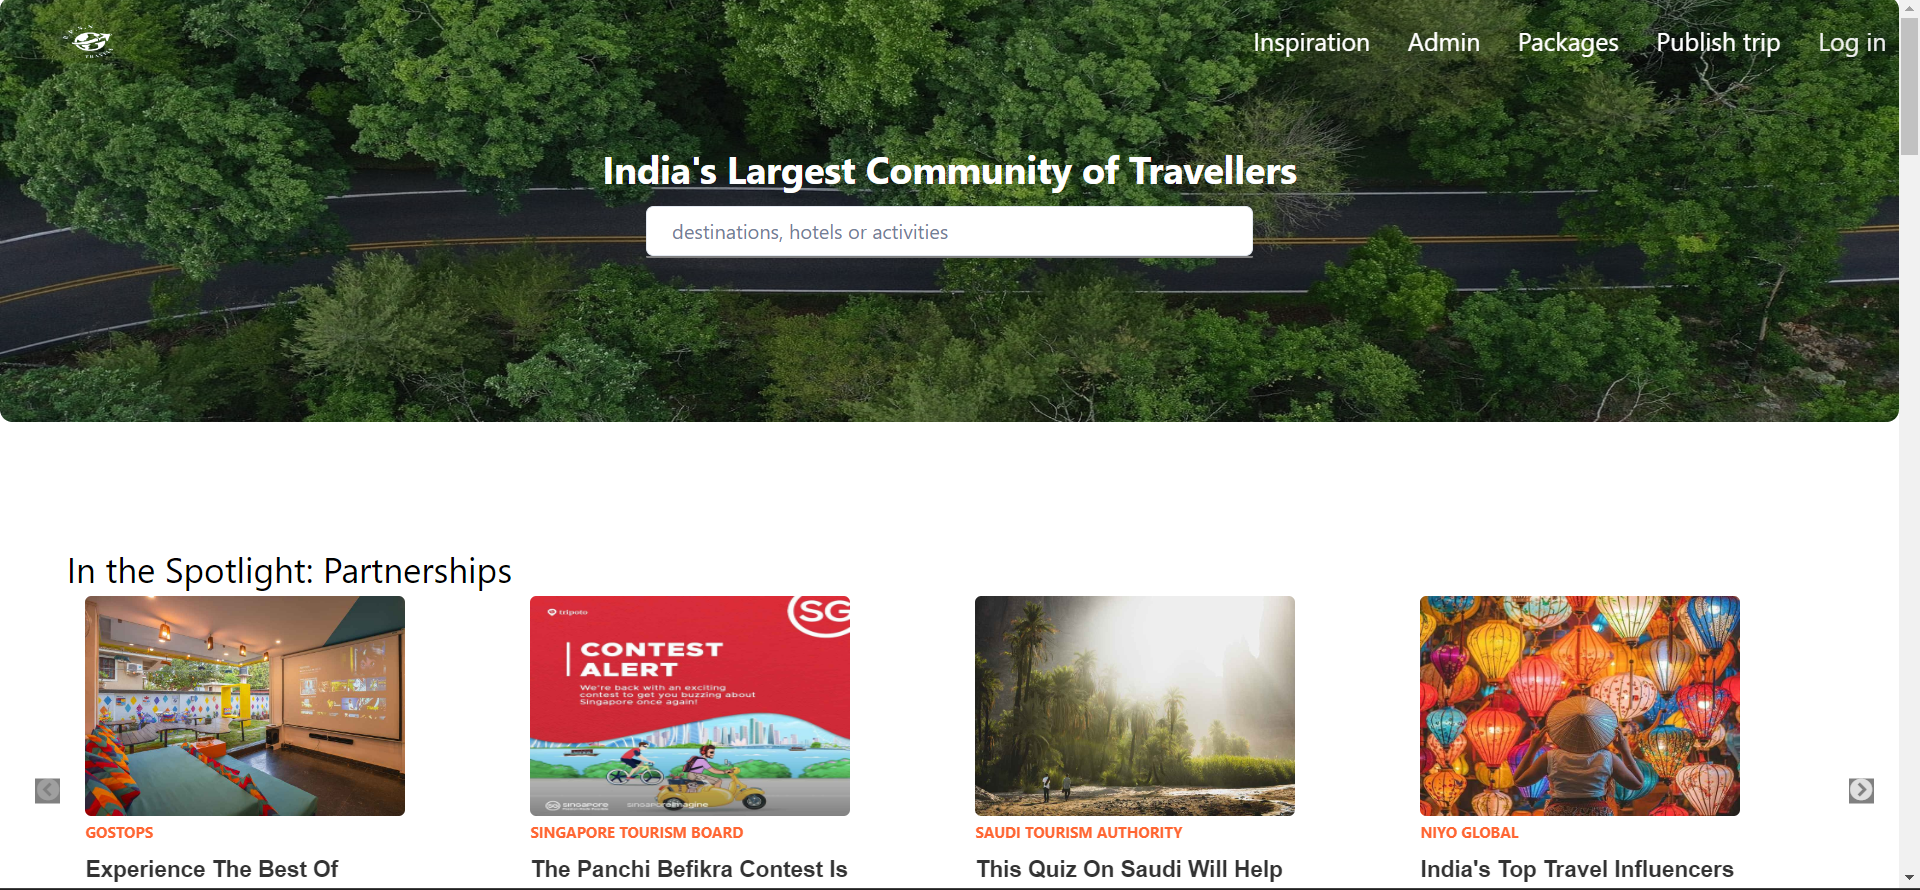 Inspiration
Admin
Packages
Publish trip
Log in
India's Largest Community of Travellers
destinations, hotels or activities
In the Spotlight: Partnerships
tripoto
SG
CONTEST
ALERT
We're back with an exciting
contest to get you buzzing about
Singapore once again!
GOSTOPS
SINGAPORE TOURISM BOARD
SAUDI TOURISM AUTHORITY
NIYO GLOBAL
Experience The Best Of
The Panchi Befikra Contest Is
This Quiz On Saudi Will Help
India's Top Travel Influencers